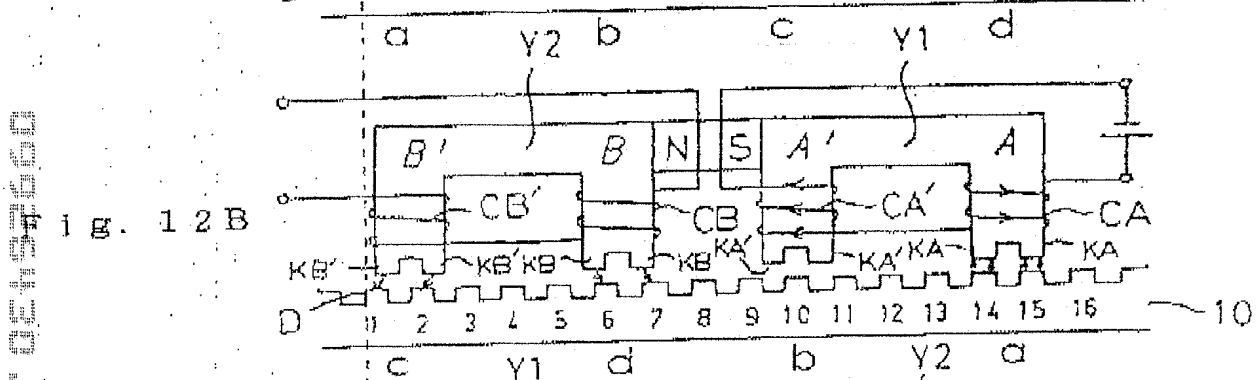 a b c d
Y2 Y1
B' B N S A' A
Fig. 12B
CB' CB CA' CA
KB' KB' KB KB KA' KA' KA KA
D 1 2 3 4 5 6 7 8 9 10 11 12 13 14 15 16 10
c Y1 d b Y2 a